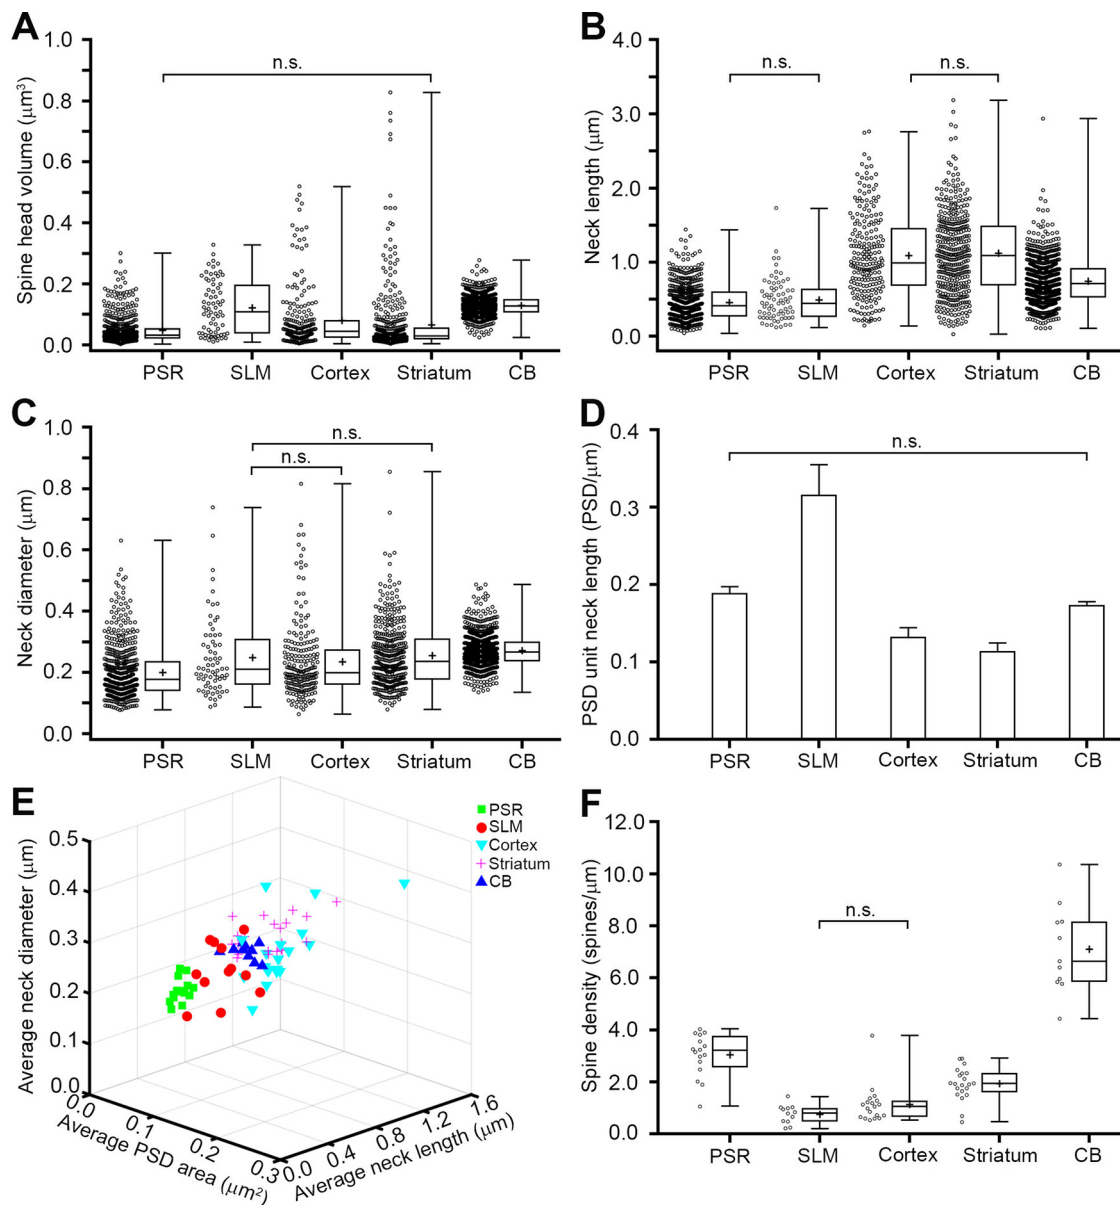 A
Spine head volume (μm³)
1.0
0.8
0.6
0.4
0.2
0.0
n.s.
PSR SLM Cortex Striatum CB
B
Neck length (μm)
4.0
3.0
2.0
1.0
0.0
n.s. n.s.
PSR SLM Cortex Striatum CB
C
Neck diameter (μm)
1.0
0.8
0.6
0.4
0.2
0.0
n.s.
n.s.
PSR SLM Cortex Striatum CB
D
PSD unit neck length (PSD/μm)
0.4
0.3
0.2
0.1
0.0
n.s.
PSR SLM Cortex Striatum CB
E
Average neck diameter (μm)
0.5
0.4
0.3
0.2
0.1
0.0
0.0
0.1
0.2
0.3
Average PSD area (μm²)
0.0
0.4
0.8
1.2
1.6
Average neck length (μm)
PSR
SLM
Cortex
Striatum
CB
F
Spine density (spines/μm)
12.0
10.0
8.0
6.0
4.0
2.0
0.0
n.s.
PSR SLM Cortex Striatum CB